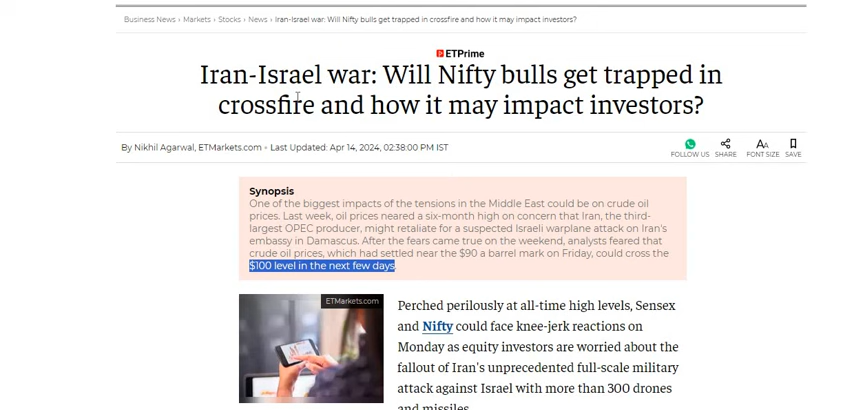 Business News › Markets › Stocks › News › Iran-Israel war: Will Nifty bulls get trapped in crossfire and how it may impact investors?
ETPrime
Iran-Israel war: Will Nifty bulls get trapped in
crossfire and how it may impact investors?
By Nikhil Agarwal, ETMarkets.com • Last Updated: Apr 14, 2024, 02:38:00 PM IST
FOLLOW US SHARE FONT SIZE SAVE
Synopsis
One of the biggest impacts of the tensions in the Middle East could be on crude oil
prices. Last week, oil prices neared a six-month high on concern that Iran, the third-
largest OPEC producer, might retaliate for a suspected Israeli warplane attack on Iran's
embassy in Damascus. After the fears came true on the weekend, analysts feared that
crude oil prices, which had settled near the $90 a barrel mark on Friday, could cross the
$100 level in the next few days
ETMarkets.com
Perched perilously at all-time high levels, Sensex
and Nifty could face knee-jerk reactions on
Monday as equity investors are worried about the
fallout of Iran's unprecedented full-scale military
attack against Israel with more than 300 drones
and missiles.